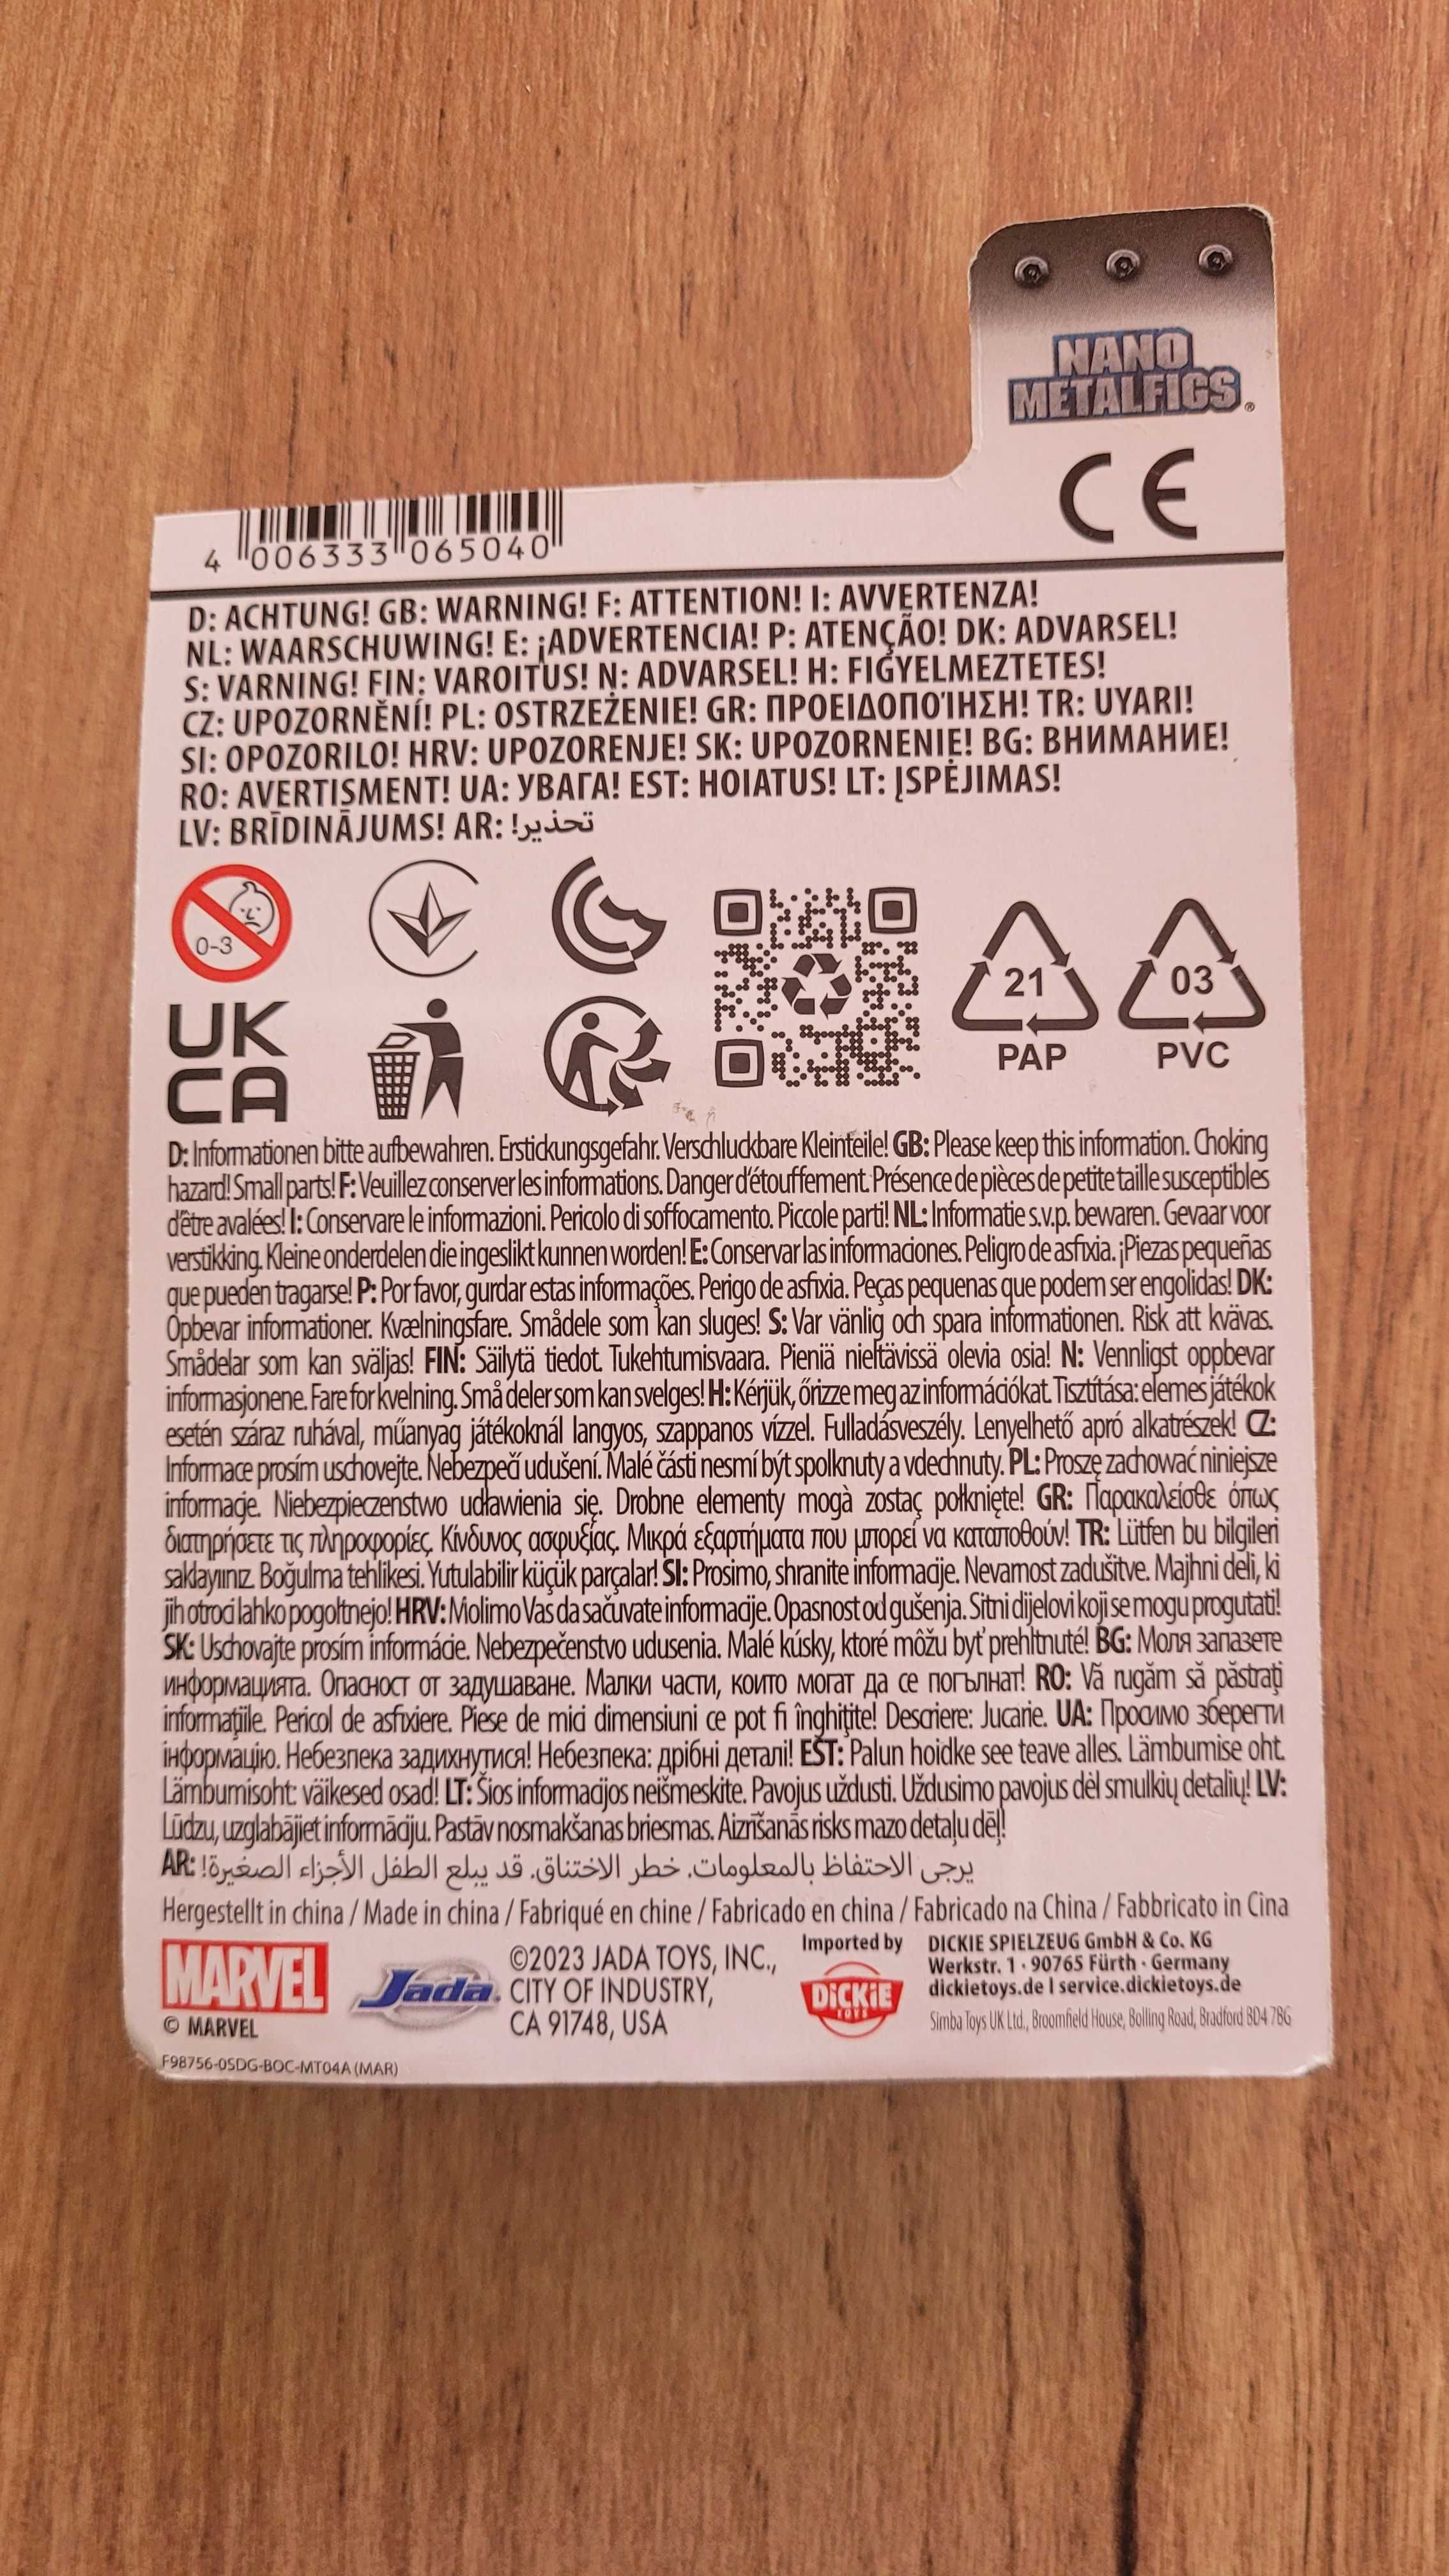 NANO
METALFIGS®
CE
4 006333 065040
D: ACHTUNG! GB: WARNING! F: ATTENTION! I: AVVERTENZA!
NL: WAARSCHUWING! E: ¡ADVERTENCIA! P: ATENÇÃO! DK: ADVARSEL!
S: VARNING! FIN: VAROITUS! N: ADVARSEL! H: FIGYELMEZTETES!
CZ: UPOZORNĚNÍ! PL: OSTRZEŻENIE! GR: ΠΡΟΕΙΔΟΠΟΊΗΣΗ! TR: UYARI!
SI: OPOZORILO! HRV: UPOZORENJE! SK: UPOZORNENIE! BG: ВНИМАНИЕ!
RO: AVERTISMENT! UA: УВАГА! EST: HOIATUS! LT: ĮSPĖJIMAS!
LV: BRĪDINĀJUMS! AR: تحذير!
0-3
21
03
PAP
PVC
UK
CA
D: Informationen bitte aufbewahren. Erstickungsgefahr. Verschluckbare Kleinteile! GB: Please keep this information. Choking
hazard! Small parts! F: Veuillez conserver les informations. Danger d'étouffement. Présence de pièces de petite taille susceptibles
d'être avalées! I: Conservare le informazioni. Pericolo di soffocamento. Piccole parti! NL: Informatie s.v.p. bewaren. Gevaar voor
verstikking. Kleine onderdelen die ingeslikt kunnen worden! E: Conservar las informaciones. Peligro de asfixia. ¡Piezas pequeñas
que pueden tragarse! P: Por favor, gurdar estas informações. Perigo de asfixia. Peças pequenas que podem ser engolidas! DK:
Opbevar informationer. Kvælningsfare. Smådele som kan sluges! S: Var vänlig och spara informationen. Risk att kvävas.
Smådelar som kan sväljas! FIN: Säilytä tiedot. Tukehtumisvaara. Pieniä nieltävissä olevia osia! N: Vennligst oppbevar
informasjonene. Fare for kvelning. Små deler som kan svelges! H: Kérjük, őrizze meg az információkat. Tisztítása: elemes játékok
esetén száraz ruhával, műanyag játékoknál langyos, szappanos vízzel. Fulladásveszély. Lenyelhető apró alkatrészek! CZ:
Informace prosím uschovejte. Nebezpečí udušení. Malé části nesmí být spolknuty a vdechnuty. PL: Proszę zachować niniejsze
informacje. Niebezpieczenstwo udławienia się. Drobne elementy mogà zostaç połknięte! GR: Παρακαλείσθε όπως
διατηρήσετε τις πληροφορίες. Κίνδυνος ασφυξίας. Μικρά εξαρτήματα που μπορεί να καταποθούν! TR: Lütfen bu bilgileri
saklayınız. Boğulma tehlikesi. Yutulabilir küçük parçalar! SI: Prosimo, shranite informacije. Nevarnost zadušitve. Majhni deli, ki
jih otroci lahko pogoltnejo! HRV: Molimo Vas da sačuvate informacije. Opasnost od gušenja. Sitni dijelovi koji se mogu progutati!
SK: Uschovajte prosím informácie. Nebezpečenstvo udusenia. Malé kúsky, ktoré môžu byť prehltnuté! BG: Моля запазете
информацията. Опасност от задушаване. Малки части, които могат да се погълнат! RO: Vă rugăm să păstraţi
informaţiile. Pericol de asfixiere. Piese de mici dimensiuni ce pot fi înghiţite! Descriere: Jucarie. UA: Просимо зберегти
інформацію. Небезпека задихнутися! Небезпека: дрібні деталі! EST: Palun hoidke see teave alles. Lämbumise oht.
Lämbumisoht: väikesed osad! LT: Šios informacijos neišmeskite. Pavojus uždusti. Uždusimo pavojus dėl smulkių detalių! LV:
Lūdzu, uzglabājiet informāciju. Pastāv nosmakšanas briesmas. Aizrīšanās risks mazo detaļu dēļ!
AR: يرجى الاحتفاظ بالمعلومات. خطر الاختناق. قد يبلع الطفل الأجزاء الصغيرة!
Hergestellt in china / Made in china / Fabriqué en chine / Fabricado en china / Fabricado na China / Fabbricato in Cina
MARVEL
© MARVEL
Jada
©2023 JADA TOYS, INC.,
CITY OF INDUSTRY,
CA 91748, USA
Imported by
DICKIE
TOYS
DICKIE SPIELZEUG GmbH & Co. KG
Werkstr. 1 · 90765 Fürth · Germany
dickietoys.de I service.dickietoys.de
Simba Toys UK Ltd., Broomfield House, Bolling Road, Bradford BD4 7BG
F98756-0SDG-BOC-MT04A (MAR)